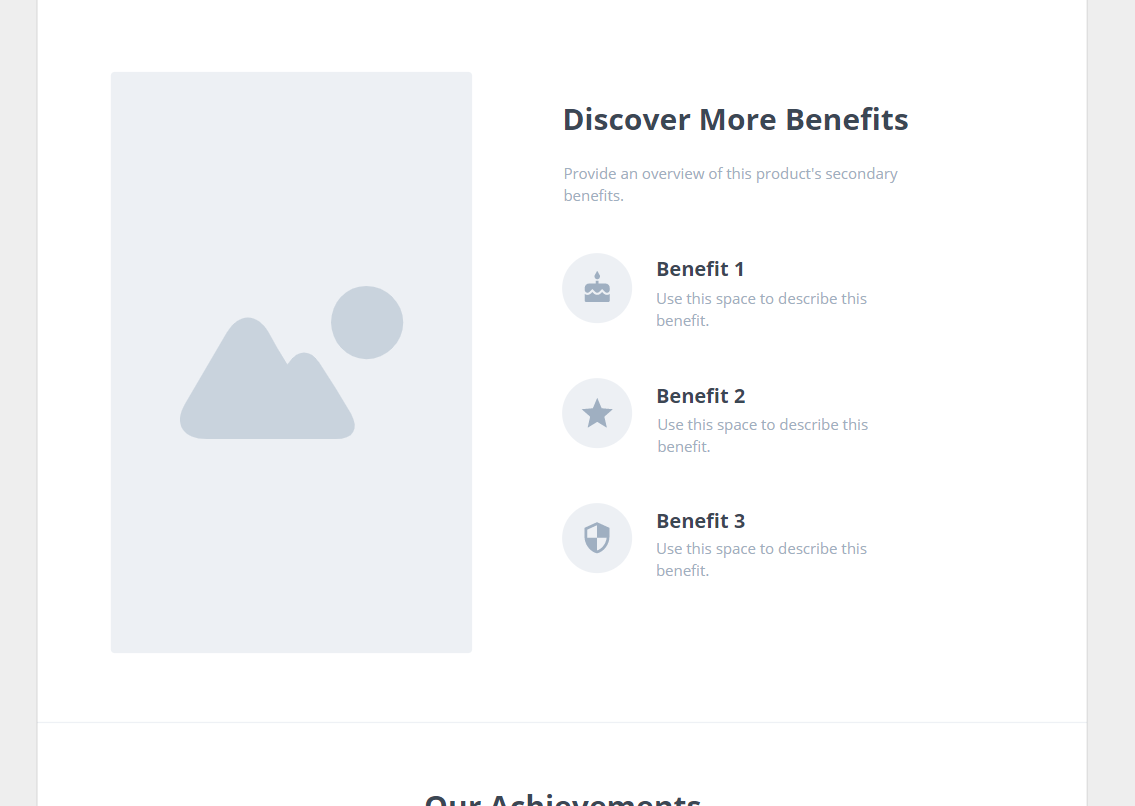 Discover More Benefits
Provide an overview of this product's secondary
benefits.
Benefit 1
Use this space to describe this
benefit.
Benefit 2
Use this space to describe this
benefit.
Benefit 3
Use this space to describe this
benefit.
Our Achievements